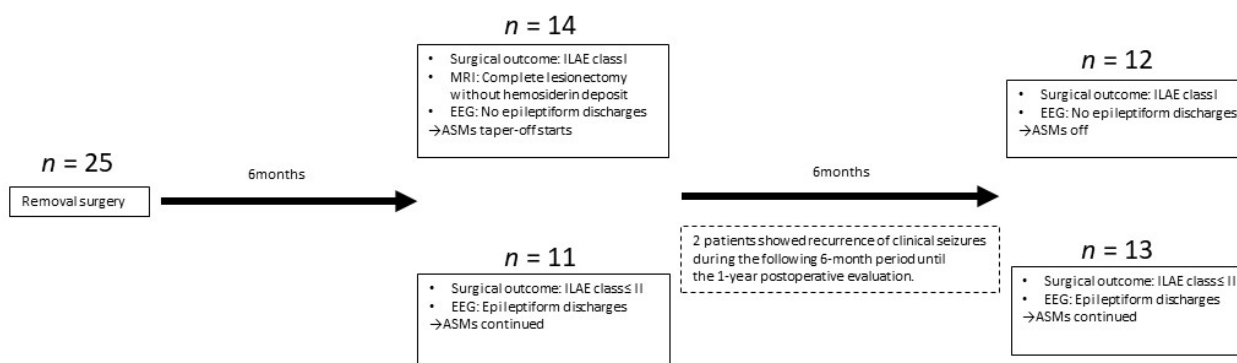 n = 25
Removal surgery
6months
n = 14
• Surgical outcome: ILAE classⅠ
• MRI: Complete lesionectomy
without hemosiderin deposit
• EEG: No epileptiform discharges
→ASMs taper-off starts
n = 11
• Surgical outcome: ILAE class≤ Ⅱ
• EEG: Epileptiform discharges
→ASMs continued
6months
2 patients showed recurrence of clinical seizures
during the following 6-month period until
the 1-year postoperative evaluation.
n = 12
• Surgical outcome: ILAE classⅠ
• EEG: No epileptiform discharges
→ASMs off
n = 13
• Surgical outcome: ILAE class≤ Ⅱ
• EEG: Epileptiform discharges
→ASMs continued